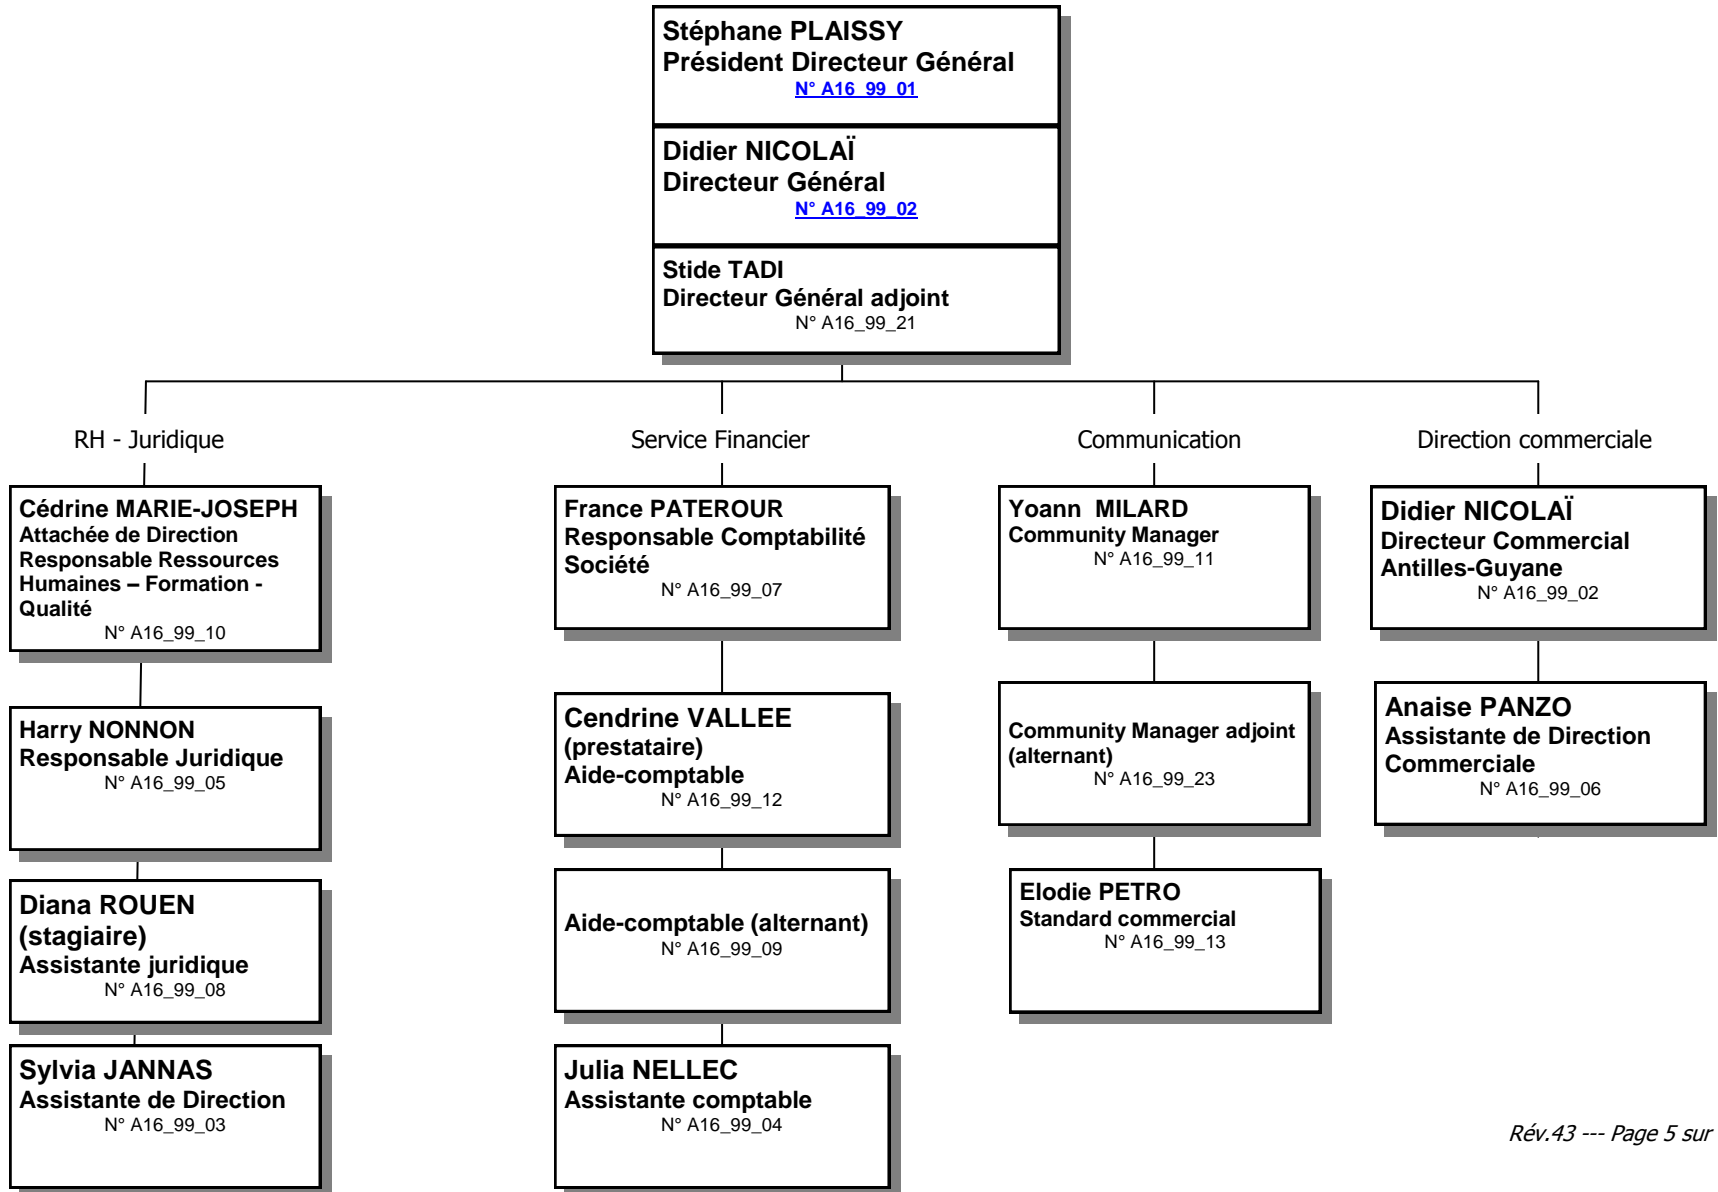 Stéphane PLAISSY
Président Directeur Général
N° A16_99_01
Didier NICOLAÏ
Directeur Général
N° A16_99_02
Stide TADI
Directeur Général adjoint
N° A16_99_21
RH - Juridique
Service Financier
Communication
Direction commerciale
Cédrine MARIE-JOSEPH
Attachée de Direction
Responsable Ressources
Humaines – Formation -
Qualité
N° A16_99_10
France PATEROUR
Responsable Comptabilité
Société
N° A16_99_07
Yoann  MILARD
Community Manager
N° A16_99_11
Didier NICOLAÏ
Directeur Commercial
Antilles-Guyane
N° A16_99_02
Harry NONNON
Responsable Juridique
N° A16_99_05
Cendrine VALLEE
(prestataire)
Aide-comptable
N° A16_99_12
Community Manager adjoint
(alternant)
N° A16_99_23
Anaise PANZO
Assistante de Direction
Commerciale
N° A16_99_06
Diana ROUEN
(stagiaire)
Assistante juridique
N° A16_99_08
Aide-comptable (alternant)
N° A16_99_09
Elodie PETRO
Standard commercial
N° A16_99_13
Sylvia JANNAS
Assistante de Direction
N° A16_99_03
Julia NELLEC
Assistante comptable
N° A16_99_04
Rév.43 --- Page 5 sur